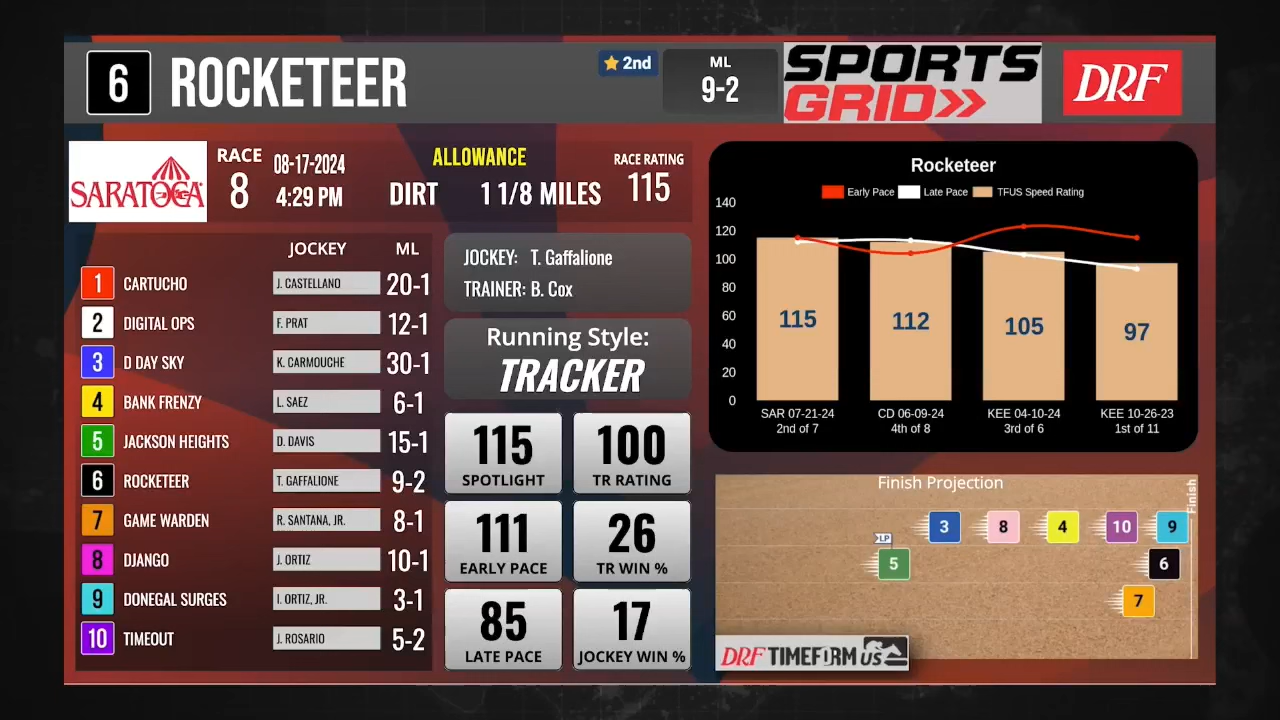 6 ROCKETEER
2nd
ML
9-2
SPORTS
GRID>>
DRF
SARATOGA
RACE
8
08-17-2024
4:29 PM
ALLOWANCE
DIRT 1 1/8 MILES
RACE RATING
115
JOCKEY ML
1 CARTUCHO J. CASTELLANO 20-1
2 DIGITAL OPS F. PRAT 12-1
3 D DAY SKY K. CARMOUCHE 30-1
4 BANK FRENZY L. SAEZ 6-1
5 JACKSON HEIGHTS D. DAVIS 15-1
6 ROCKETEER T. GAFFALIONE 9-2
7 GAME WARDEN R. SANTANA, JR. 8-1
8 DJANGO J. ORTIZ 10-1
9 DONEGAL SURGES I. ORTIZ, JR. 3-1
10 TIMEOUT J. ROSARIO 5-2
JOCKEY: T. Gaffalione
TRAINER: B. Cox
Running Style:
TRACKER
115
SPOTLIGHT
100
TR RATING
111
EARLY PACE
26
TR WIN %
85
LATE PACE
17
JOCKEY WIN %
Rocketeer
Early Pace Late Pace TFUS Speed Rating
140
120
100
80
60
40
20
0
115 112 105 97
SAR 07-21-24 CD 06-09-24 KEE 04-10-24 KEE 10-26-23
2nd of 7 4th of 8 3rd of 6 1st of 11
Finish Projection
Finish
3 8 4 10 9
LP
5 6
7
DRF TIMEFORM US